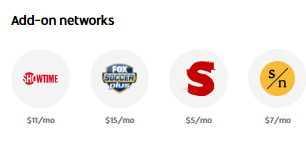 Add-on networks
SHOWTIME
FOX
SOCCER
plus
S
s/n
$11/mo
$15/mo
$5/mo
$7/mo